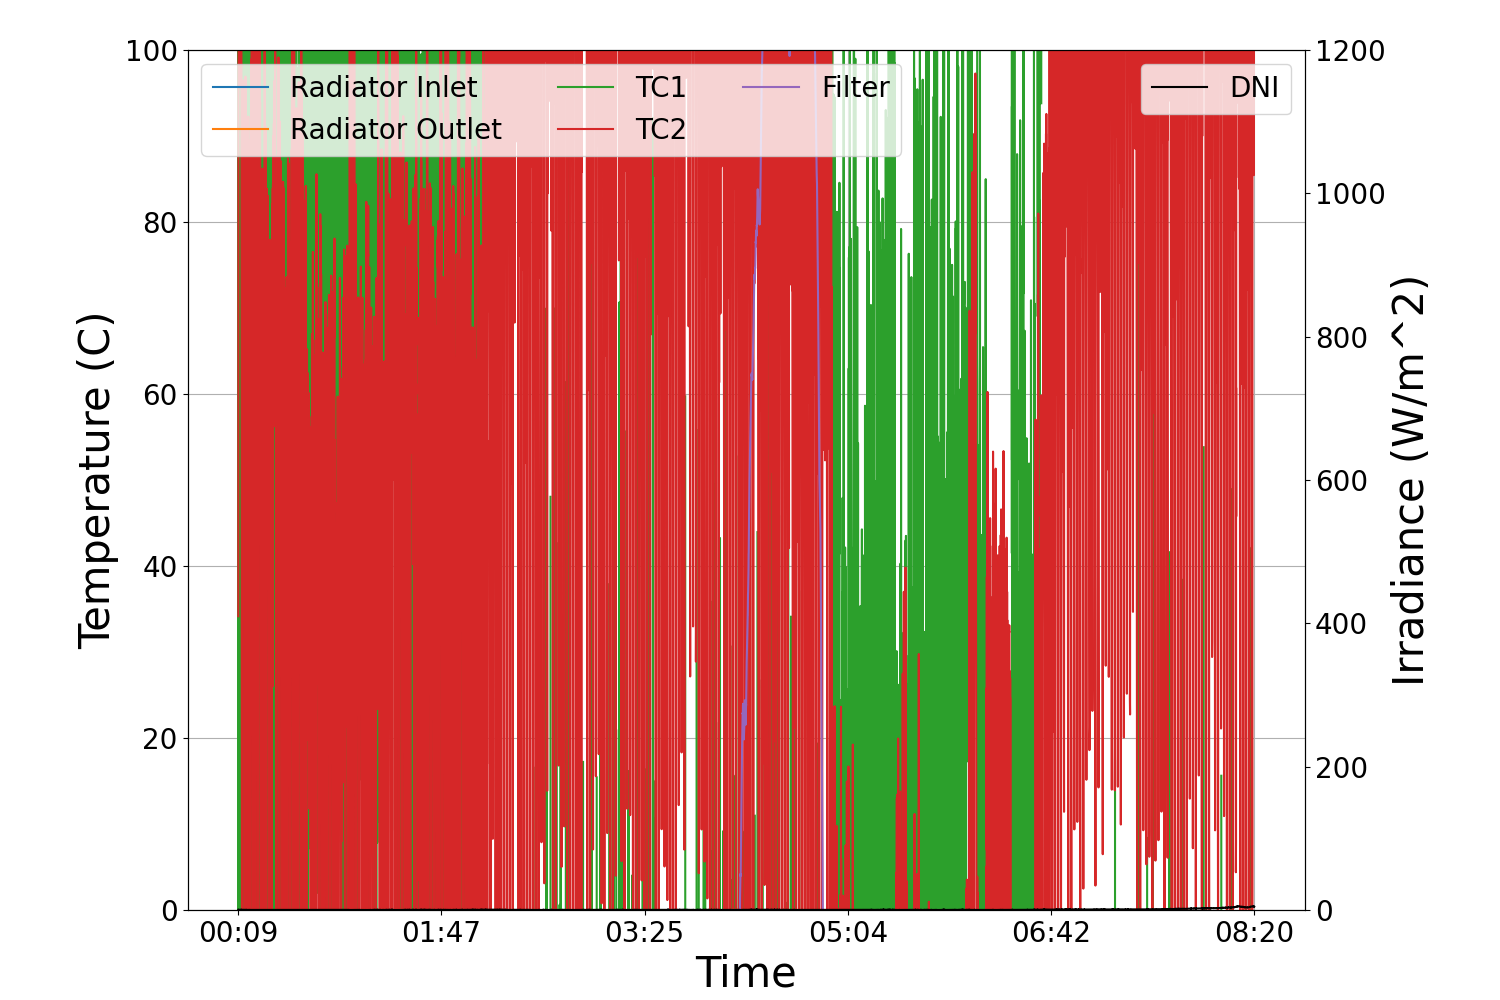 100
80
60
40
20
0
Temperature (C)
Radiator Inlet
Radiator Outlet
TC1
TC2
Filter
DNI
1200
1000
800
600
400
200
0
Irradiance (W/m^2)
00:09
01:47
03:25
05:04
06:42
08:20
Time